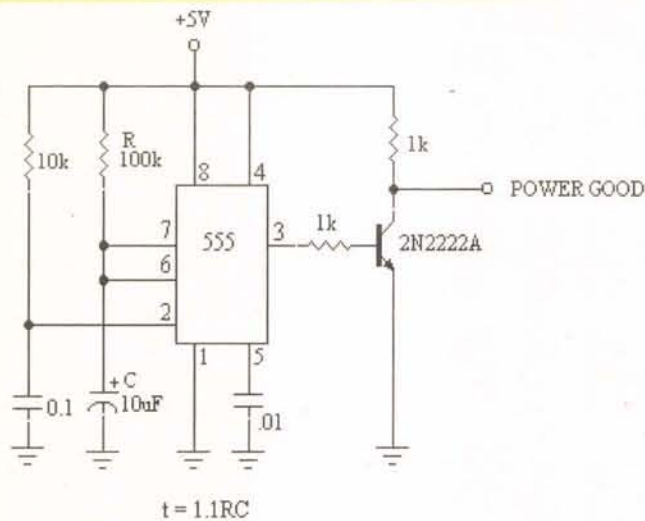 +5V
10k
R
100k
1k
8
4
POWER GOOD
7
555
3
1k
2N2222A
6
2
1
5
0.1
+ C
10uF
.01
t = 1.1RC